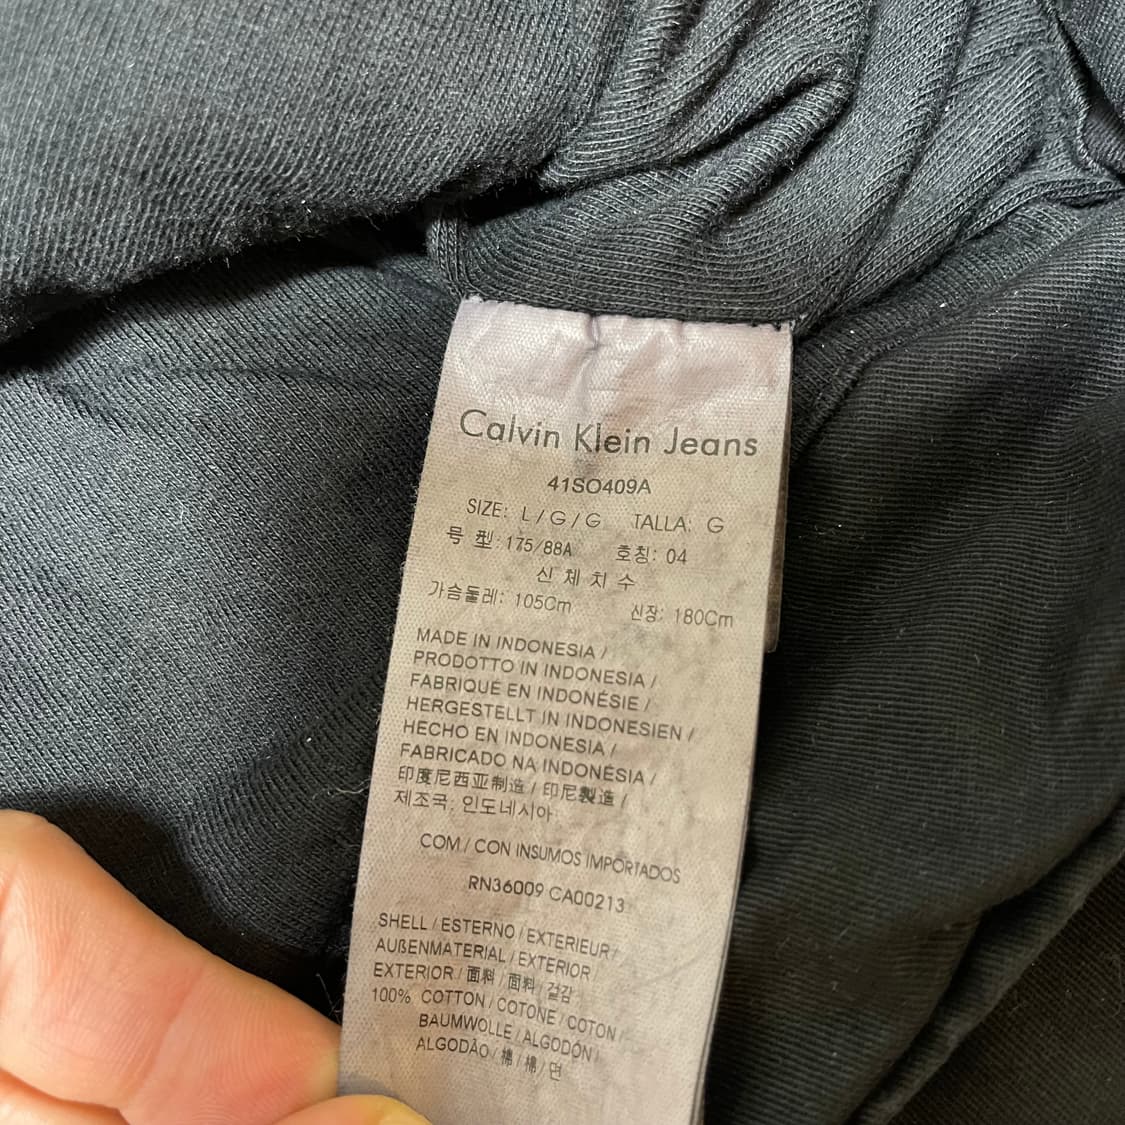 Calvin Klein Jeans
41SO409A
SIZE: L / G / G TALLA: G
号 型: 175/88A 호칭: 04
신 체 치 수
가슴둘레: 105Cm 신장: 180Cm
MADE IN INDONESIA /
PRODOTTO IN INDONESIA /
FABRIQUÉ EN INDONÉSIE /
HERGESTELLT IN INDONESIEN /
HECHO EN INDONESIA /
FABRICADO NA INDONÉSIA /
印度尼西亚制造 / 印尼製造 /
제조국: 인도네시아
COM / CON INSUMOS IMPORTADOS
RN36009 CA00213
SHELL / ESTERNO / EXTERIEUR /
AUßENMATERIAL / EXTERIOR /
EXTERIOR / 面料 / 面料 / 겉감
100% COTTON / COTONE / COTON /
BAUMWOLLE / ALGODÓN /
ALGODÃO / 棉 / 棉 / 면